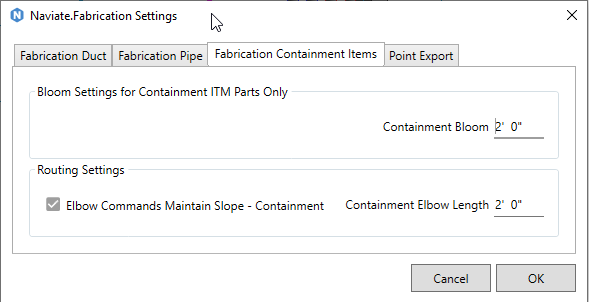 Naviate.Fabrication Settings
Fabrication Duct Fabrication Pipe Fabrication Containment Items Point Export
Bloom Settings for Containment ITM Parts Only
Containment Bloom 2' 0"
Routing Settings
Elbow Commands Maintain Slope - Containment Containment Elbow Length 2' 0"
Cancel OK